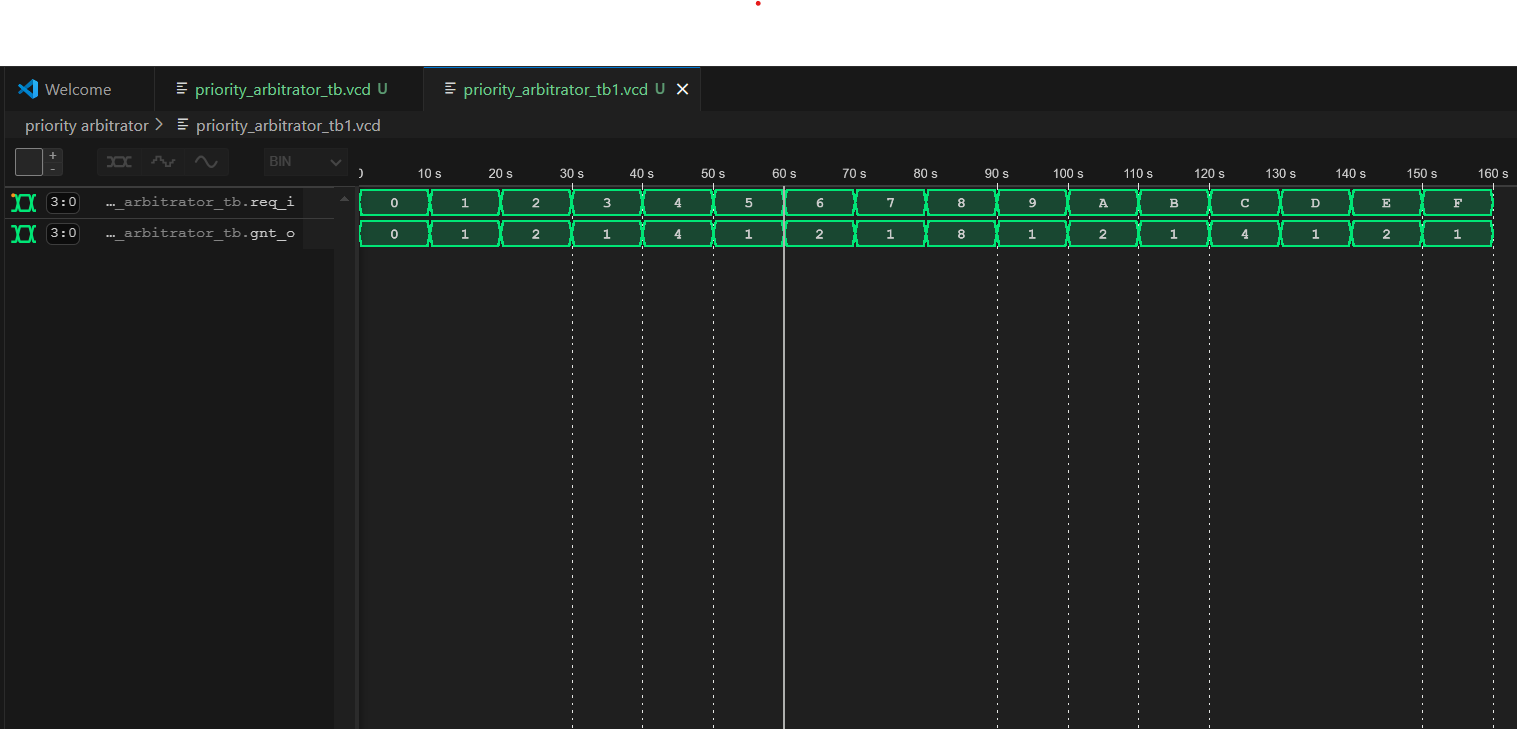 Welcome priority_arbitrator_tb.vcd U priority_arbitrator_tb1.vcd U
priority arbitrator > priority_arbitrator_tb1.vcd
+ - BIN
0 10 s 20 s 30 s 40 s 50 s 60 s 70 s 80 s 90 s 100 s 110 s 120 s 130 s 140 s 150 s 160 s
3:0 …_arbitrator_tb.req_i 0 1 2 3 4 5 6 7 8 9 A B C D E F
3:0 …_arbitrator_tb.gnt_o 0 1 2 1 4 1 2 1 8 1 2 1 4 1 2 1